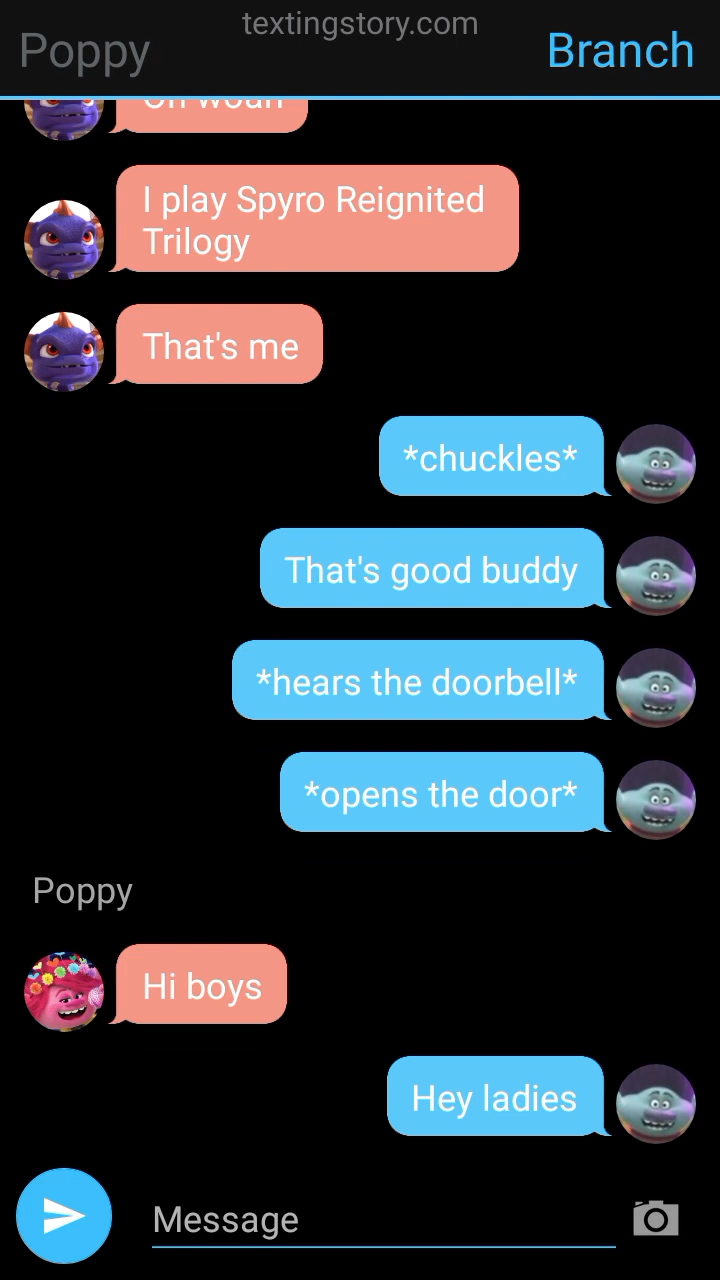 textingstory.com
Poppy
Branch
Oh woah
I play Spyro Reignited
Trilogy
That's me
*chuckles*
That's good buddy
*hears the doorbell*
*opens the door*
Poppy
Hi boys
Hey ladies
Message